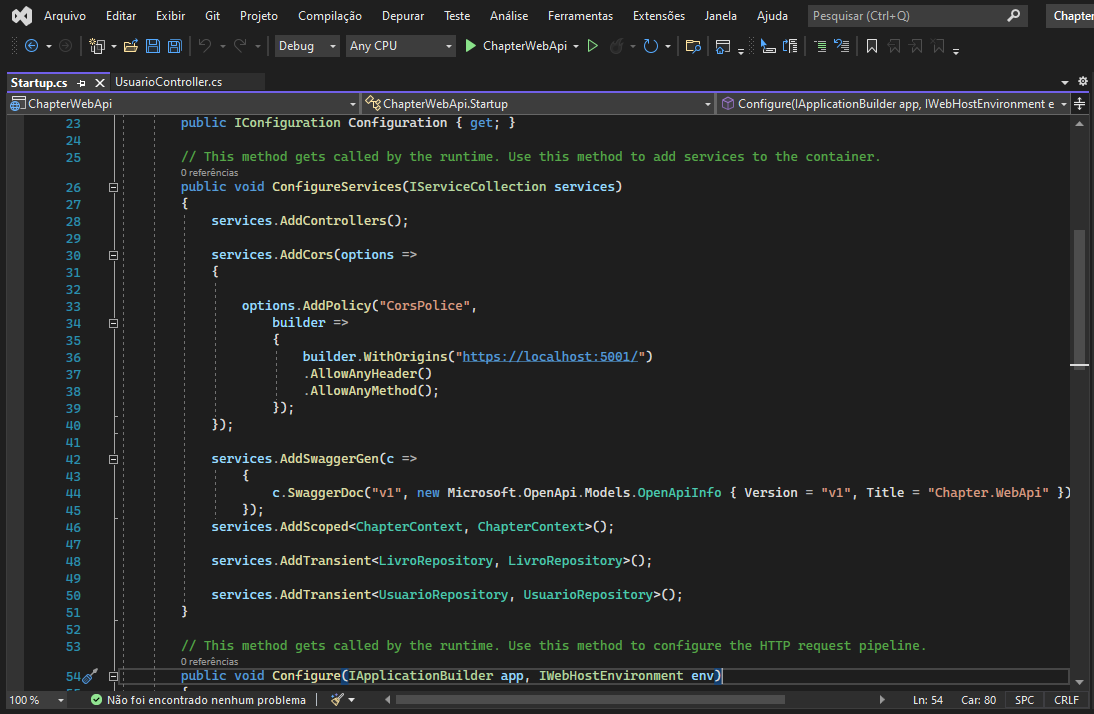 Arquivo Editar Exibir Git Projeto Compilação Depurar Teste Análise Ferramentas Extensões Janela Ajuda Pesquisar (Ctrl+Q) Chapter
Debug Any CPU ChapterWebApi
Startup.cs UsuarioController.cs
ChapterWebApi ChapterWebApi.Startup Configure(IApplicationBuilder app, IWebHostEnvironment e
23 public IConfiguration Configuration { get; }
24
25 // This method gets called by the runtime. Use this method to add services to the container.
0 referências
26 public void ConfigureServices(IServiceCollection services)
27 {
28 services.AddControllers();
29
30 services.AddCors(options =>
31 {
32
33 options.AddPolicy("CorsPolice",
34 builder =>
35 {
36 builder.WithOrigins("https://localhost:5001/")
37 .AllowAnyHeader()
38 .AllowAnyMethod();
39 });
40 });
41
42 services.AddSwaggerGen(c =>
43 {
44 c.SwaggerDoc("v1", new Microsoft.OpenApi.Models.OpenApiInfo { Version = "v1", Title = "Chapter.WebApi" })
45 });
46 services.AddScoped<ChapterContext, ChapterContext>();
47
48 services.AddTransient<LivroRepository, LivroRepository>();
49
50 services.AddTransient<UsuarioRepository, UsuarioRepository>();
51 }
52
53 // This method gets called by the runtime. Use this method to configure the HTTP request pipeline.
0 referências
54 public void Configure(IApplicationBuilder app, IWebHostEnvironment env)
100 % Não foi encontrado nenhum problema Ln: 54 Car: 80 SPC CRLF